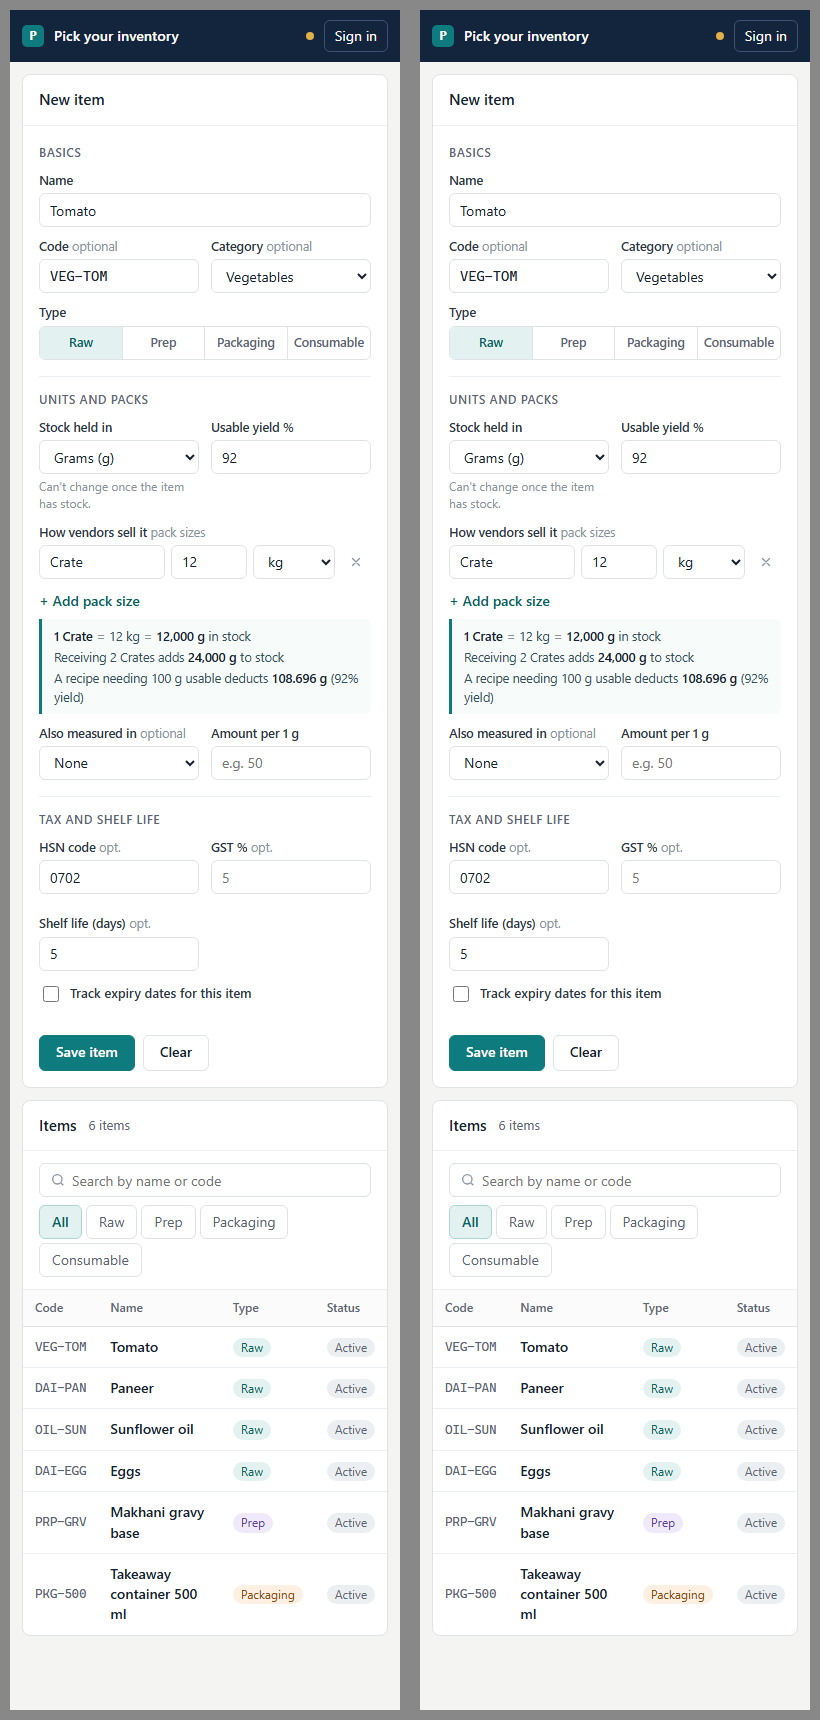 P Pick your inventory Sign in
New item
BASICS
Name
Tomato
Code optional Category optional
VEG-TOM Vegetables
Type
Raw Prep Packaging Consumable
UNITS AND PACKS
Stock held in Usable yield %
Grams (g) 92
Can't change once the item
has stock.
How vendors sell it pack sizes
Crate 12 kg ×
+ Add pack size
1 Crate = 12 kg = 12,000 g in stock
Receiving 2 Crates adds 24,000 g to stock
A recipe needing 100 g usable deducts 108.696 g (92%
yield)
Also measured in optional Amount per 1 g
None e.g. 50
TAX AND SHELF LIFE
HSN code opt. GST % opt.
0702 5
Shelf life (days) opt.
5
Track expiry dates for this item
Save item Clear
Items 6 items
Search by name or code
All Raw Prep Packaging
Consumable
Code Name Type Status
VEG-TOM Tomato Raw Active
DAI-PAN Paneer Raw Active
OIL-SUN Sunflower oil Raw Active
DAI-EGG Eggs Raw Active
PRP-GRV Makhani gravy base Prep Active
PKG-500 Takeaway container 500 ml Packaging Active
P Pick your inventory Sign in
New item
BASICS
Name
Tomato
Code optional Category optional
VEG-TOM Vegetables
Type
Raw Prep Packaging Consumable
UNITS AND PACKS
Stock held in Usable yield %
Grams (g) 92
Can't change once the item
has stock.
How vendors sell it pack sizes
Crate 12 kg ×
+ Add pack size
1 Crate = 12 kg = 12,000 g in stock
Receiving 2 Crates adds 24,000 g to stock
A recipe needing 100 g usable deducts 108.696 g (92%
yield)
Also measured in optional Amount per 1 g
None e.g. 50
TAX AND SHELF LIFE
HSN code opt. GST % opt.
0702 5
Shelf life (days) opt.
5
Track expiry dates for this item
Save item Clear
Items 6 items
Search by name or code
All Raw Prep Packaging
Consumable
Code Name Type Status
VEG-TOM Tomato Raw Active
DAI-PAN Paneer Raw Active
OIL-SUN Sunflower oil Raw Active
DAI-EGG Eggs Raw Active
PRP-GRV Makhani gravy base Prep Active
PKG-500 Takeaway container 500 ml Packaging Active